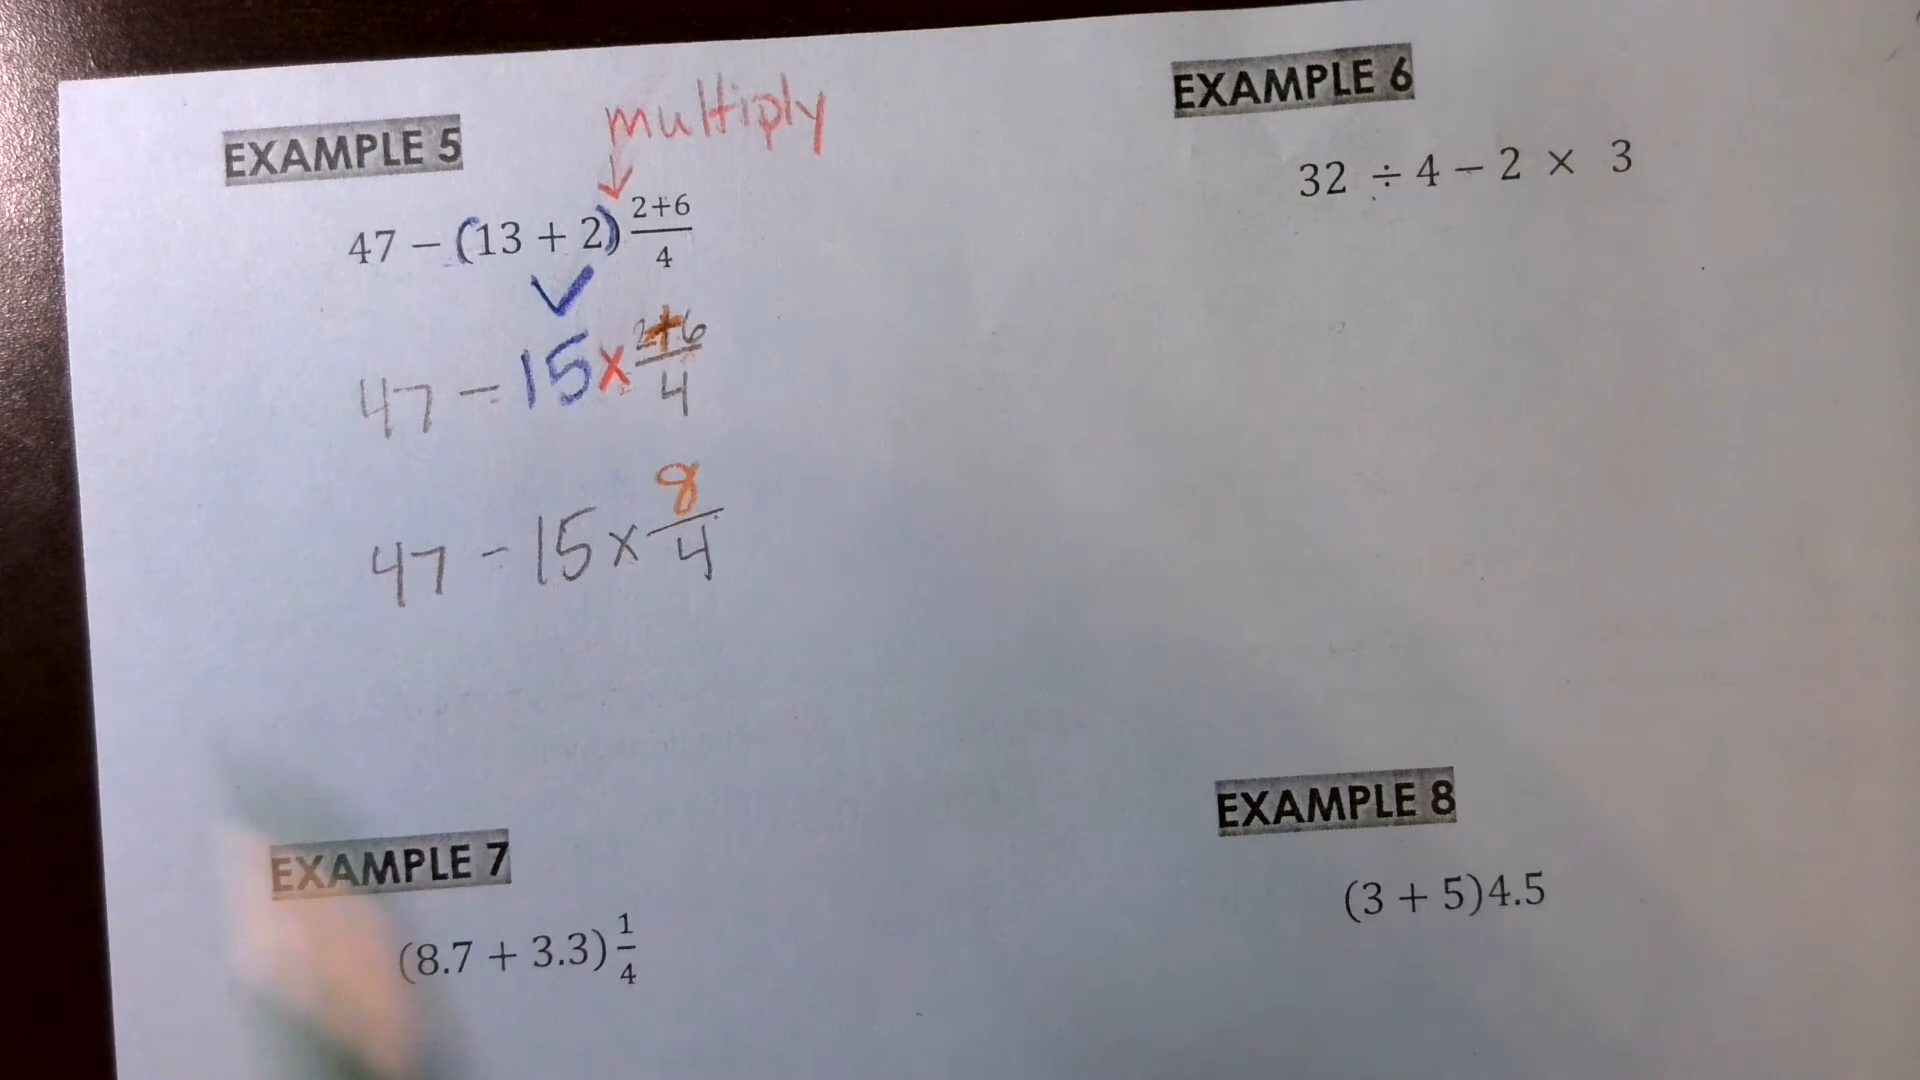 EXAMPLE 5
multiply
47 − (13 + 2) 2+6/4
47 − 15 x 2+6/4
47 − 15 x 8/4
EXAMPLE 6
32 ÷ 4 − 2 × 3
EXAMPLE 7
(8.7 + 3.3) 1/4
EXAMPLE 8
(3 + 5)4.5